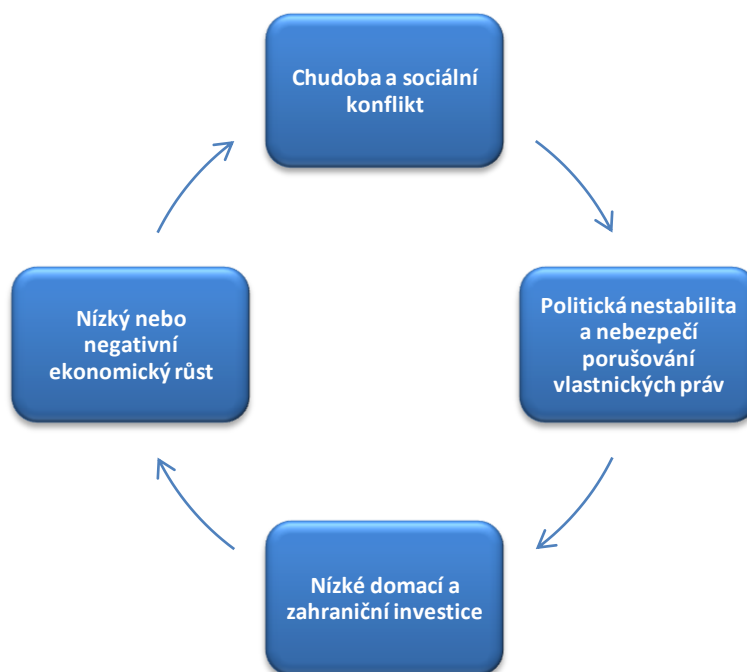 Chudoba a sociální
konflikt
Politická nestabilita
a nebezpečí
porušování
vlastnických práv
Nízké domací a
zahraniční investice
Nízký nebo
negativní
ekonomický růst